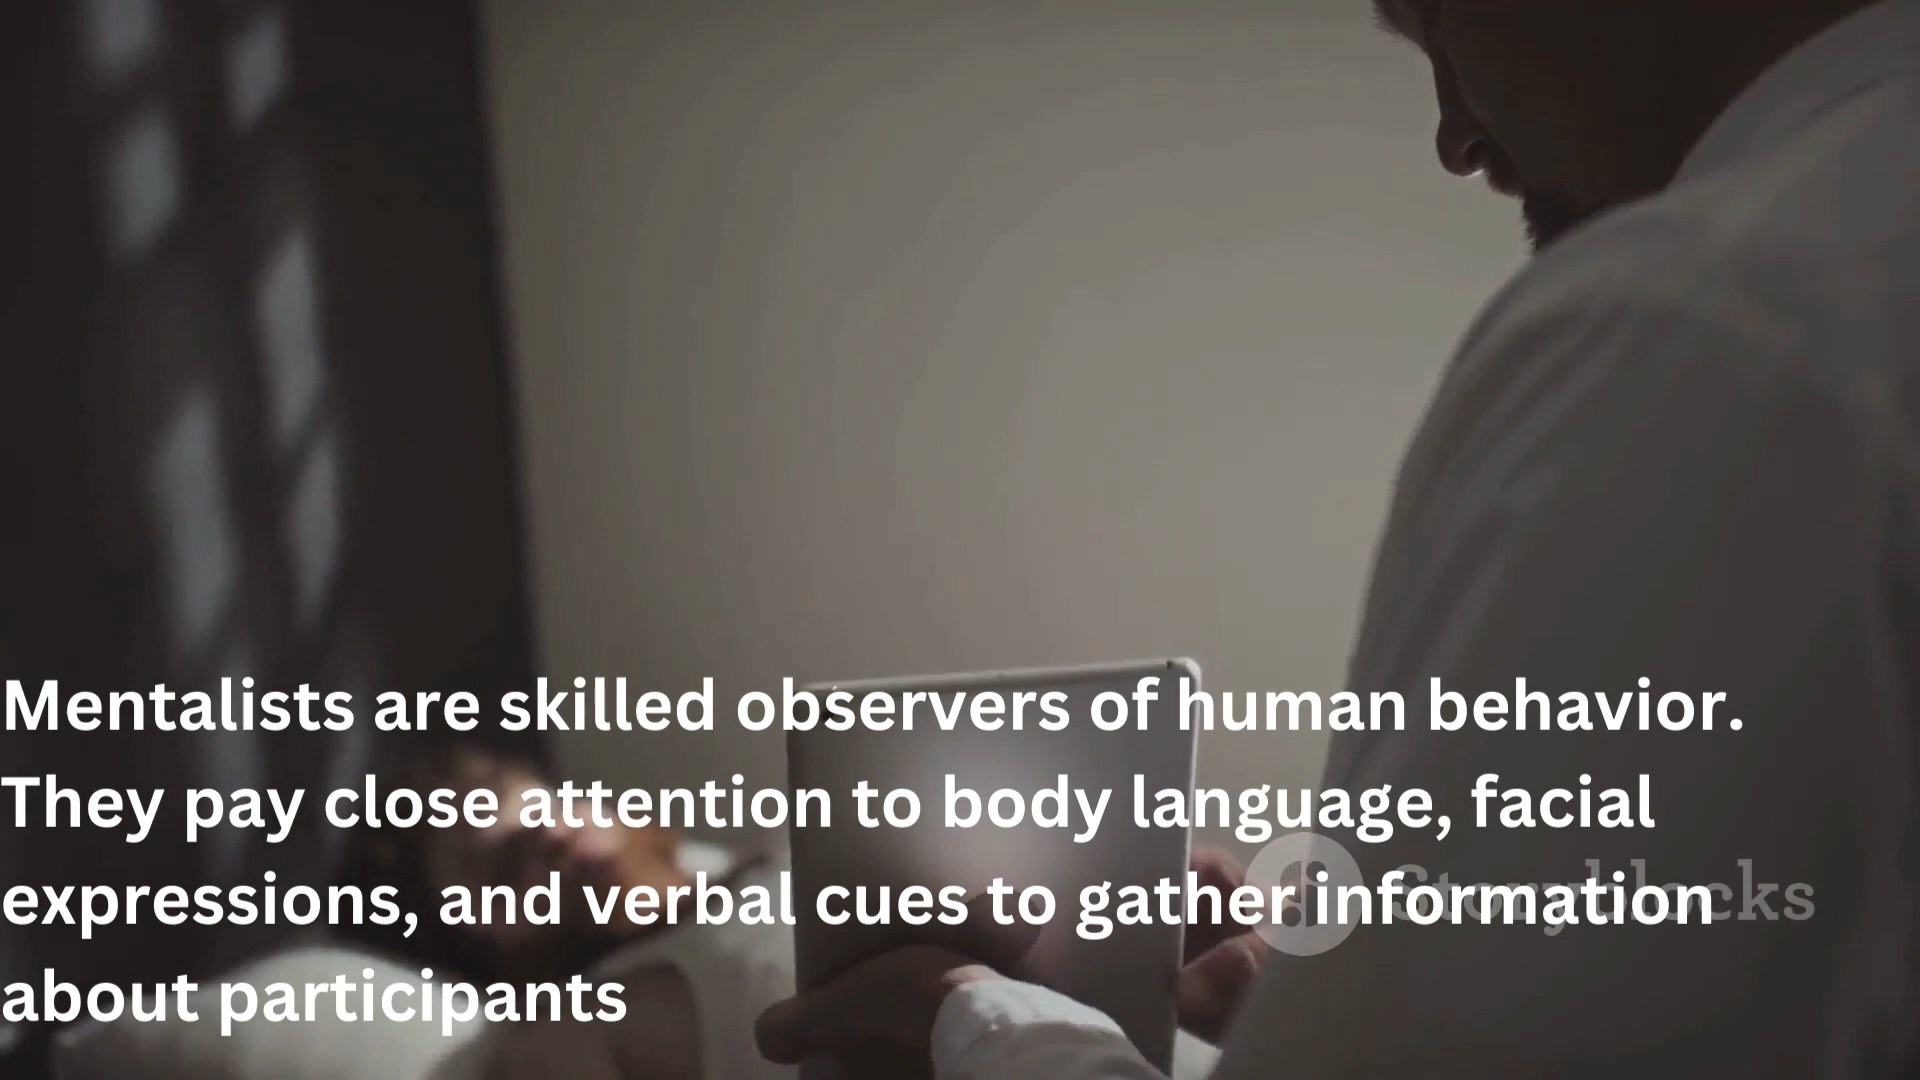 Mentalists are skilled observers of human behavior.
They pay close attention to body language, facial
expressions, and verbal cues to gather information
about participants
Storyblocks